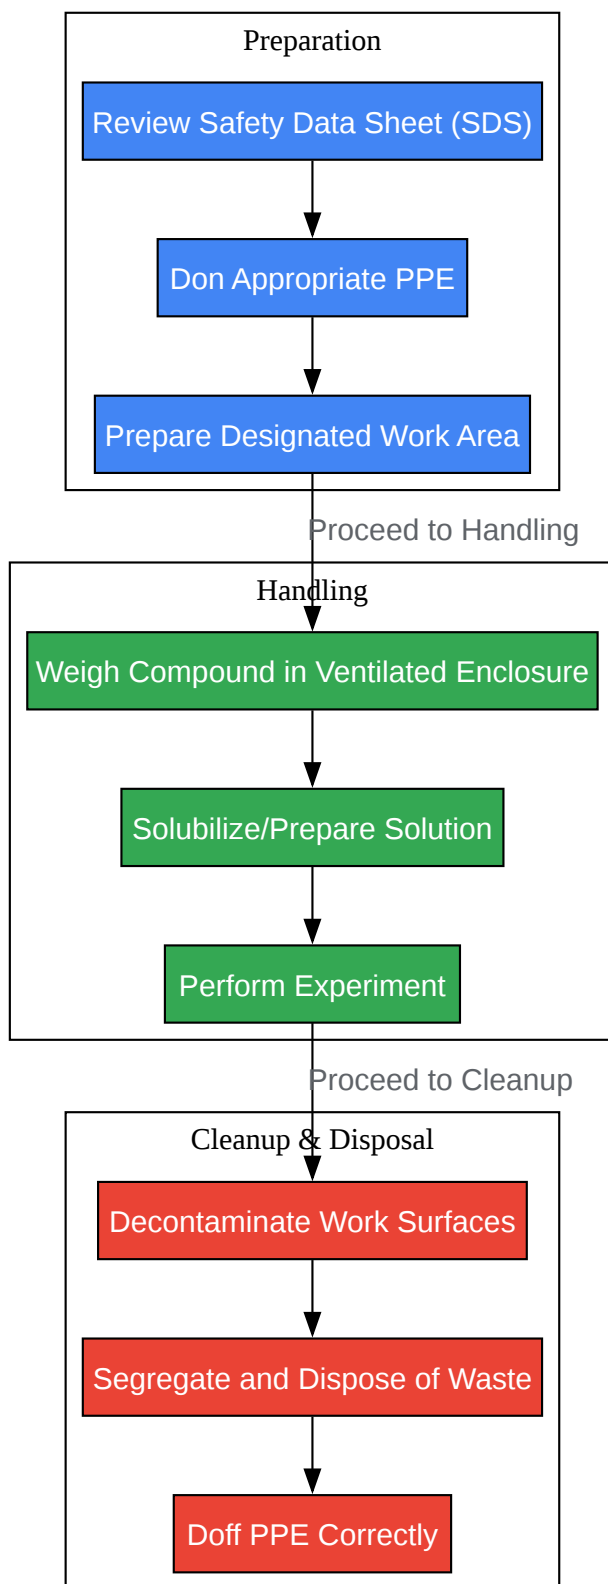 Preparation
Review Safety Data Sheet (SDS)
Don Appropriate PPE
Prepare Designated Work Area
Proceed to Handling
Handling
Weigh Compound in Ventilated Enclosure
Solubilize/Prepare Solution
Perform Experiment
Proceed to Cleanup
Cleanup & Disposal
Decontaminate Work Surfaces
Segregate and Dispose of Waste
Doff PPE Correctly